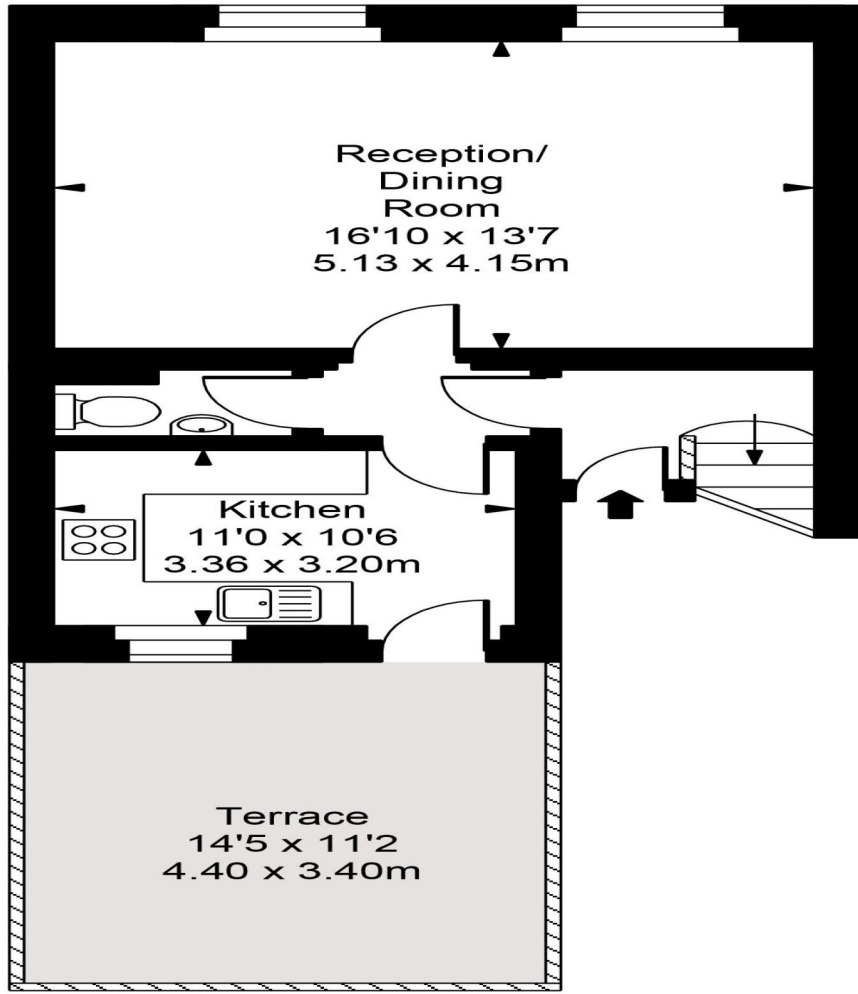 Reception/
Dining
Room
16'10 x 13'7
5.13 x 4.15m
Kitchen
11'0 x 10'6
3.36 x 3.20m
Terrace
14'5 x 11'2
4.40 x 3.40m